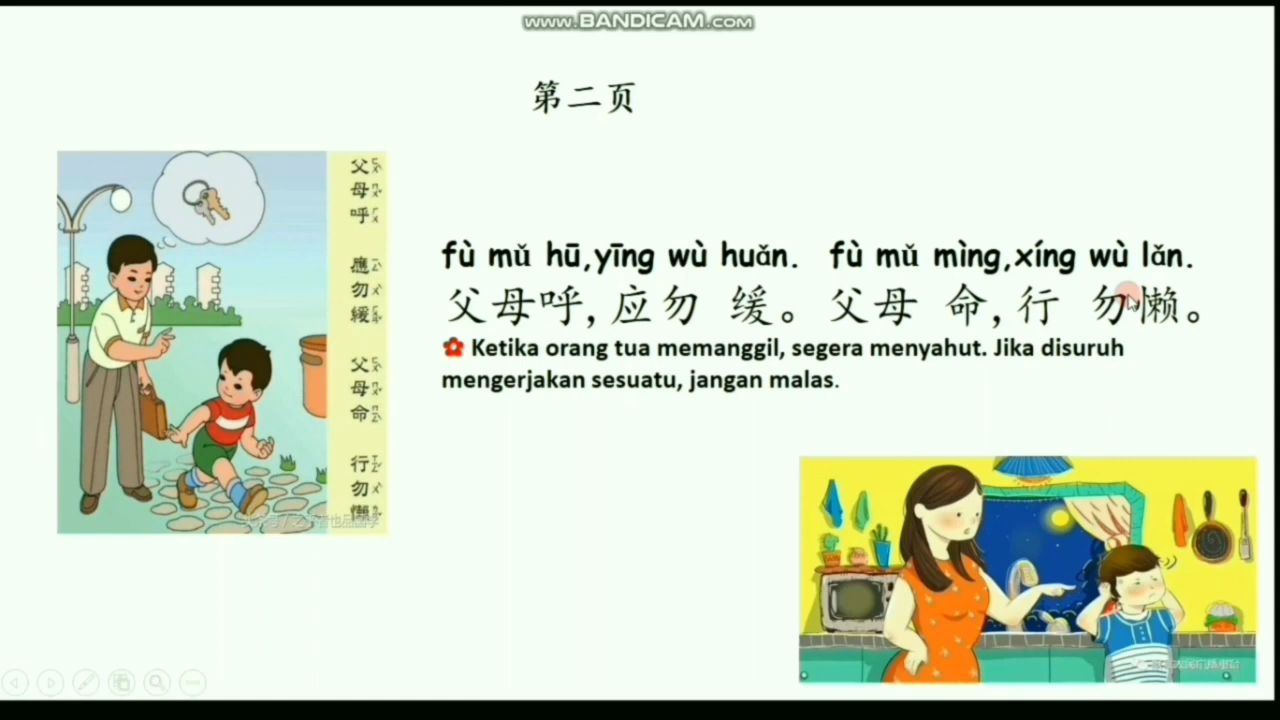 www.BANDICAM.com
第二页
父母呼
應勿緩
父母命
行勿懶
fù mǔ hū,yīng wù huǎn. fù mǔ mìng,xíng wù lǎn.
父母呼,应勿 缓。父母 命,行 勿懒。
Ketika orang tua memanggil, segera menyahut. Jika disuruh
mengerjakan sesuatu, jangan malas.